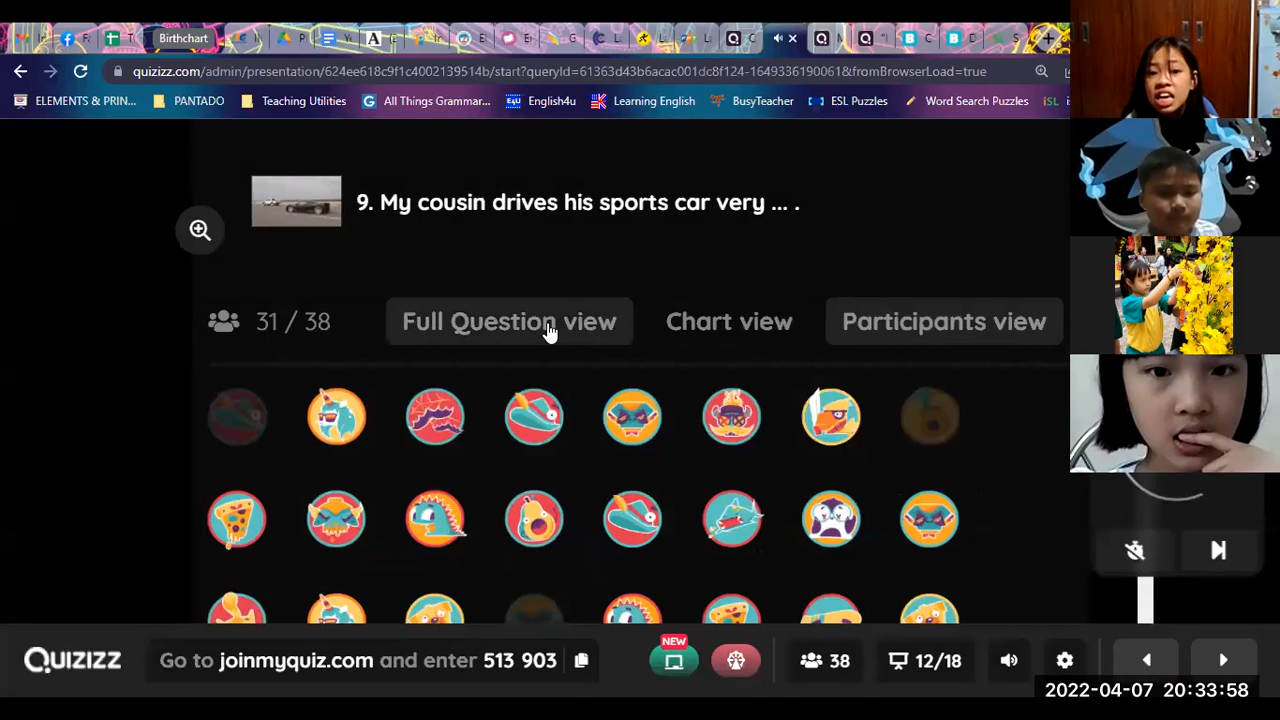 Birthchart
quizizz.com/admin/presentation/624ee618c9f1c4002139514b/start?queryId=61363d43b6acac001dc8f124-1649336190061&fromBrowserLoad=true
ELEMENTS & PRIN... PANTADO Teaching Utilities All Things Grammar... E4U English4u Learning English BusyTeacher ESL Puzzles Word Search Puzzles iSL
9. My cousin drives his sports car very ... .
31 / 38 Full Question view Chart view Participants view
NEW
Quizizz Go to joinmyquiz.com and enter 513 903 38 12/18
2022-04-07 20:33:58